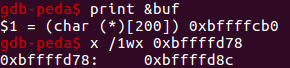 gdb-peda$ print &buf
$1 = (char (*)[200]) 0xbffffcb0
gdb-peda$ x /1wx 0xbffffd78
0xbffffd78: 0xbffffd8c